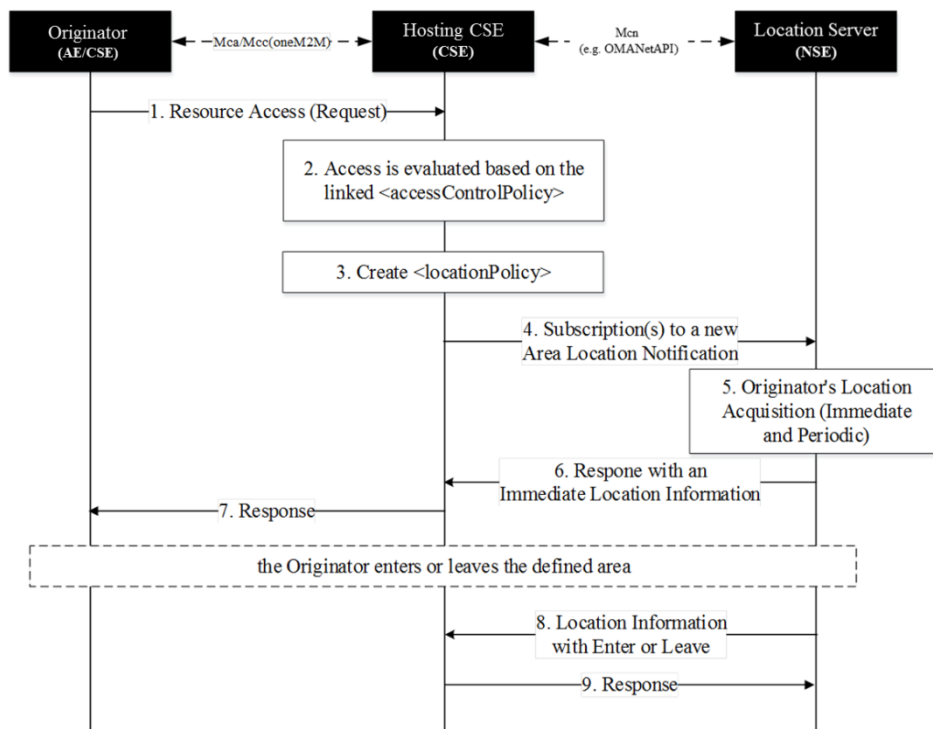 Originator
(AE/CSE)
Mca/Mcc(oneM2M)
Hosting CSE
(CSE)
Mcn
(e.g. OMANetAPI)
Location Server
(NSE)
1. Resource Access (Request)
2. Access is evaluated based on the
linked <accessControlPolicy>
3. Create <locationPolicy>
4. Subscription(s) to a new
Area Location Notification
5. Originator's Location
Acquisition (Immediate
and Periodic)
6. Respone with an
Immediate Location Information
7. Response
the Originator enters or leaves the defined area
8. Location Information
with Enter or Leave
9. Response